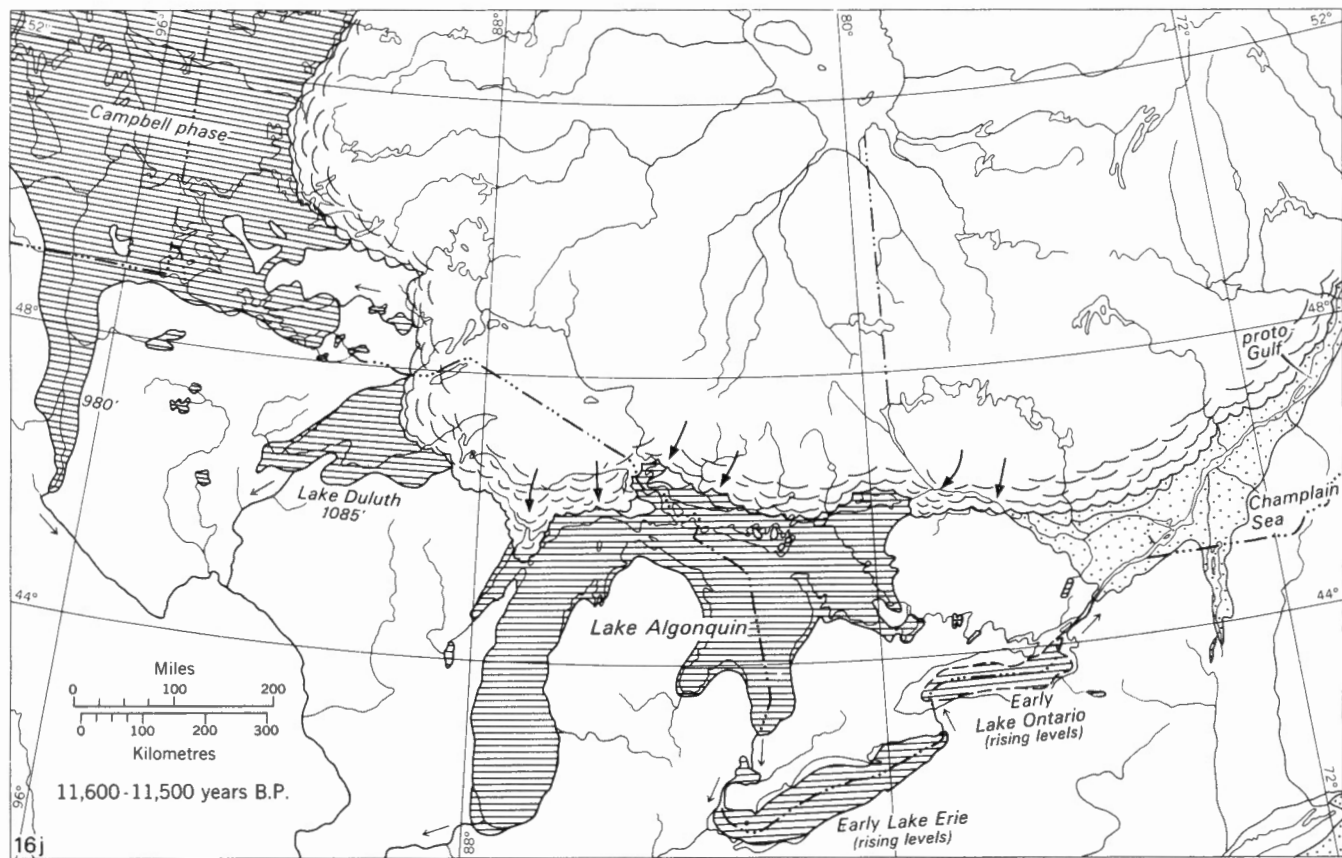 52°
96°
88°
80°
72°
52°
Campbell phase
48°
48°
proto
Gulf
980'
Lake Duluth
1085'
Champlain
Sea
44°
44°
Lake Algonquin
Miles
0 100 200
0 100 200 300
Kilometres
Early
Lake Ontario
(rising levels)
11,600-11,500 years B.P.
Early Lake Erie
(rising levels)
96°
88°
72°
16j